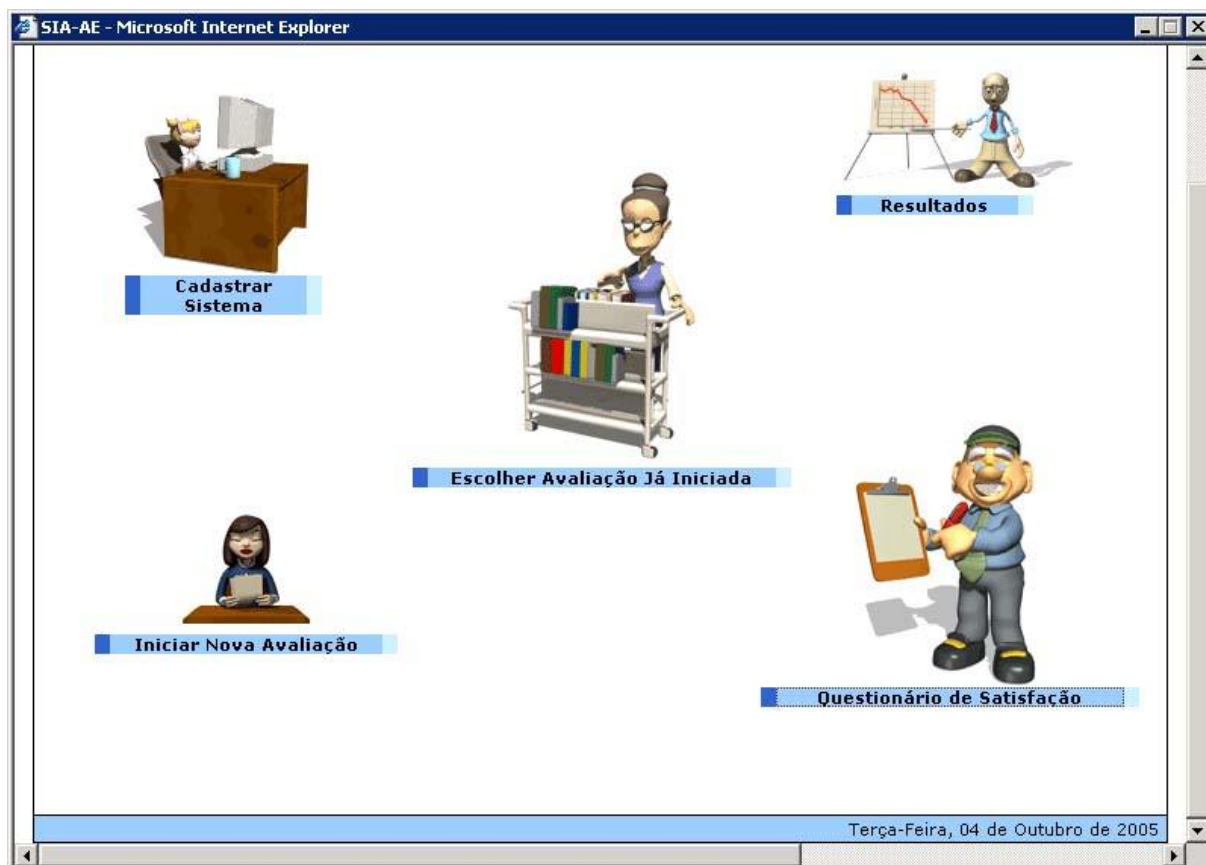 SIA-AE - Microsoft Internet Explorer
Resultados
Cadastrar
Sistema
Escolher Avaliação Já Iniciada
Iniciar Nova Avaliação
Questionário de Satisfação
Terça-Feira, 04 de Outubro de 2005